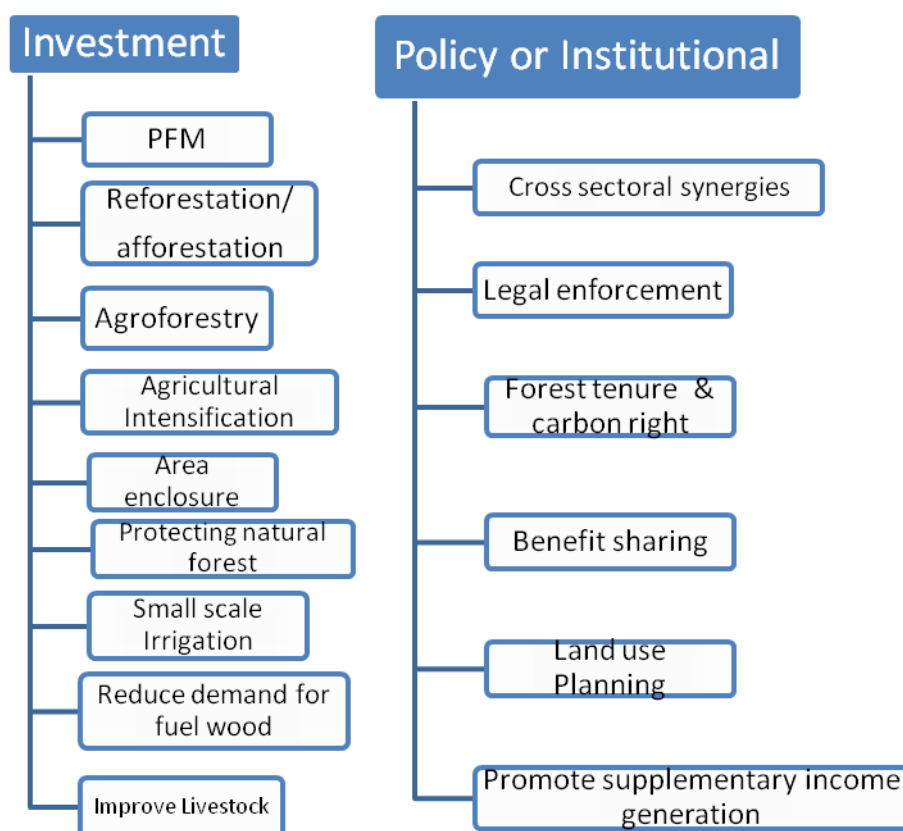 Investment
PFM
Reforestation/
afforestation
Agroforestry
Agricultural
Intensification
Area
enclosure
Protecting natural
forest
Small scale
Irrigation
Reduce demand for
fuel wood
Improve Livestock
Policy or Institutional
Cross sectoral synergies
Legal enforcement
Forest tenure &
carbon right
Benefit sharing
Land use
Planning
Promote supplementary income
generation